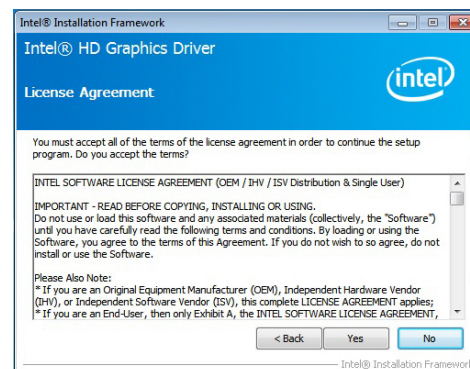 Intel® Installation Framework
Intel® HD Graphics Driver
License Agreement
intel
You must accept all of the terms of the license agreement in order to continue the setup
program. Do you accept the terms?
INTEL SOFTWARE LICENSE AGREEMENT (OEM / IHV / ISV Distribution & Single User)
IMPORTANT - READ BEFORE COPYING, INSTALLING OR USING.
Do not use or load this software and any associated materials (collectively, the "Software")
until you have carefully read the following terms and conditions. By loading or using the
Software, you agree to the terms of this Agreement. If you do not wish to so agree, do not
install or use the Software.
Please Also Note:
* If you are an Original Equipment Manufacturer (OEM), Independent Hardware Vendor
(IHV), or Independent Software Vendor (ISV), this complete LICENSE AGREEMENT applies;
* If you are an End-User, then only Exhibit A, the INTEL SOFTWARE LICENSE AGREEMENT,
< Back Yes No
Intel® Installation Framework